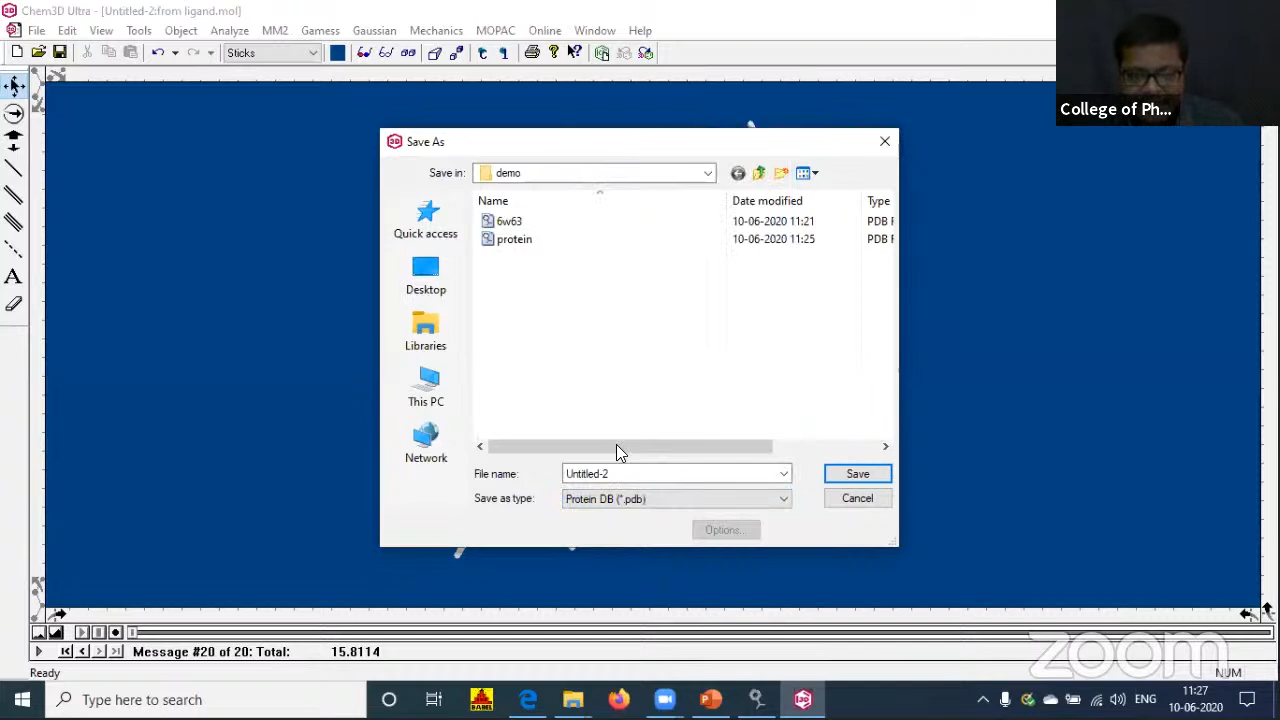 Chem3D Ultra - [Untitled-2:from ligand.mol]
File Edit View Tools Object Analyze MM2 Gamess Gaussian Mechanics MOPAC Online Window Help
Sticks
College of Ph...
Save As
Save in: demo
Name Date modified Type
6w63 10-06-2020 11:21 PDB F
protein 10-06-2020 11:25 PDB F
Quick access
Desktop
Libraries
This PC
Network
File name: Untitled-2 Save
Save as type: Protein DB (*.pdb) Cancel
Options...
Message #20 of 20: Total: 15.8114
zoom
Ready NUM
Type here to search
ENG
11:27
10-06-2020